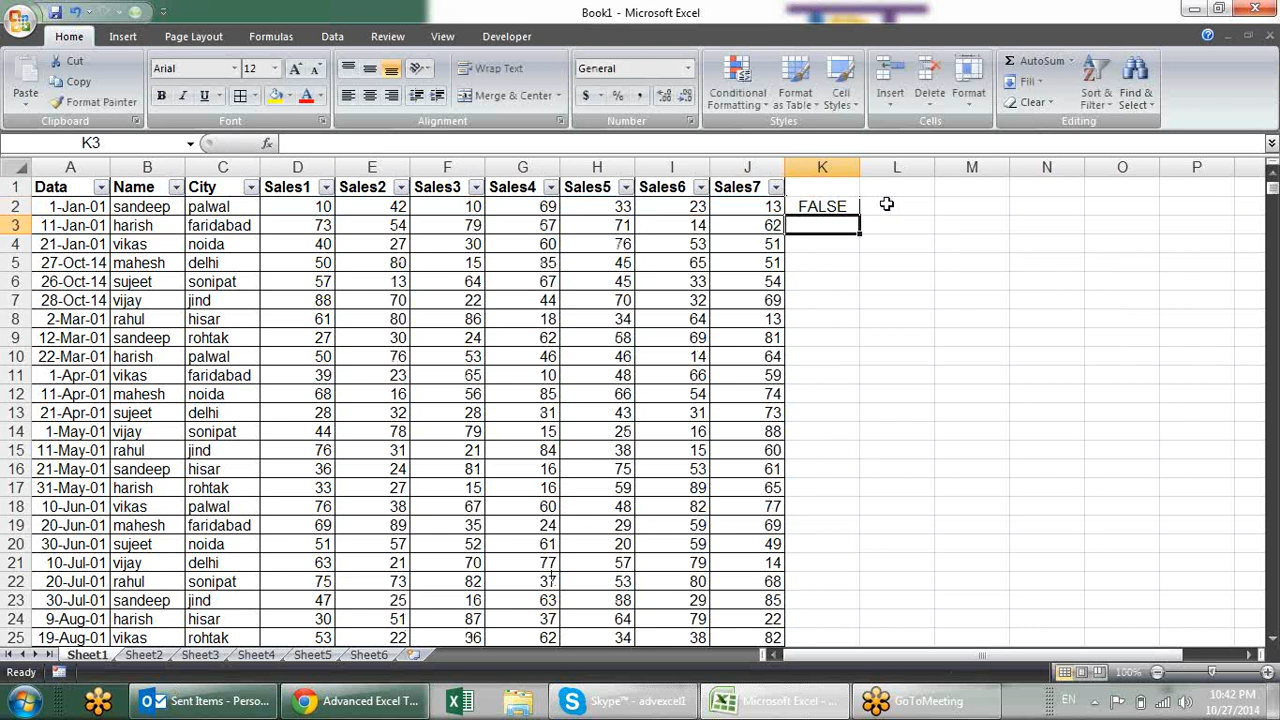 Book1 - Microsoft Excel
Home Insert Page Layout Formulas Data Review View Developer
Paste Cut Copy Format Painter Clipboard
Arial 12 Font
Wrap Text Merge & Center Alignment
General $ % , Number
Conditional Formatting Format as Table Cell Styles Styles
Insert Delete Format Cells
Σ AutoSum Fill Clear Sort & Filter Find & Select Editing
K3 fx
A B C D E F G H I J K L M N O P
1 Data Name City Sales1 Sales2 Sales3 Sales4 Sales5 Sales6 Sales7
2 1-Jan-01 sandeep palwal 10 42 10 69 33 23 13 FALSE
3 11-Jan-01 harish faridabad 73 54 79 57 71 14 62
4 21-Jan-01 vikas noida 40 27 30 60 76 53 51
5 27-Oct-14 mahesh delhi 50 80 15 85 45 65 51
6 26-Oct-14 sujeet sonipat 57 13 64 67 45 33 54
7 28-Oct-14 vijay jind 88 70 22 44 70 32 69
8 2-Mar-01 rahul hisar 61 80 86 18 34 64 13
9 12-Mar-01 sandeep rohtak 27 30 24 62 58 69 81
10 22-Mar-01 harish palwal 50 76 53 46 46 14 64
11 1-Apr-01 vikas faridabad 39 23 65 10 48 66 59
12 11-Apr-01 mahesh noida 68 16 56 85 66 54 74
13 21-Apr-01 sujeet delhi 28 32 28 31 43 31 73
14 1-May-01 vijay sonipat 44 78 79 15 25 16 88
15 11-May-01 rahul jind 76 31 21 84 38 15 60
16 21-May-01 sandeep hisar 36 24 81 16 75 53 61
17 31-May-01 harish rohtak 33 27 15 16 59 89 65
18 10-Jun-01 vikas palwal 76 38 67 60 48 82 77
19 20-Jun-01 mahesh faridabad 69 89 35 24 29 59 69
20 30-Jun-01 sujeet noida 51 57 52 61 20 59 49
21 10-Jul-01 vijay delhi 63 21 70 77 57 79 14
22 20-Jul-01 rahul sonipat 75 73 82 37 53 80 68
23 30-Jul-01 sandeep jind 47 25 16 63 88 29 85
24 9-Aug-01 harish hisar 30 51 87 37 64 79 22
25 19-Aug-01 vikas rohtak 53 22 36 62 34 38 82
Sheet1 Sheet2 Sheet3 Sheet4 Sheet5 Sheet6
Ready 100%
Sent Items - Perso... Advanced Excel T... Skype™ - advexcel1 Microsoft Excel - ... GoToMeeting EN 10:42 PM
10/27/2014